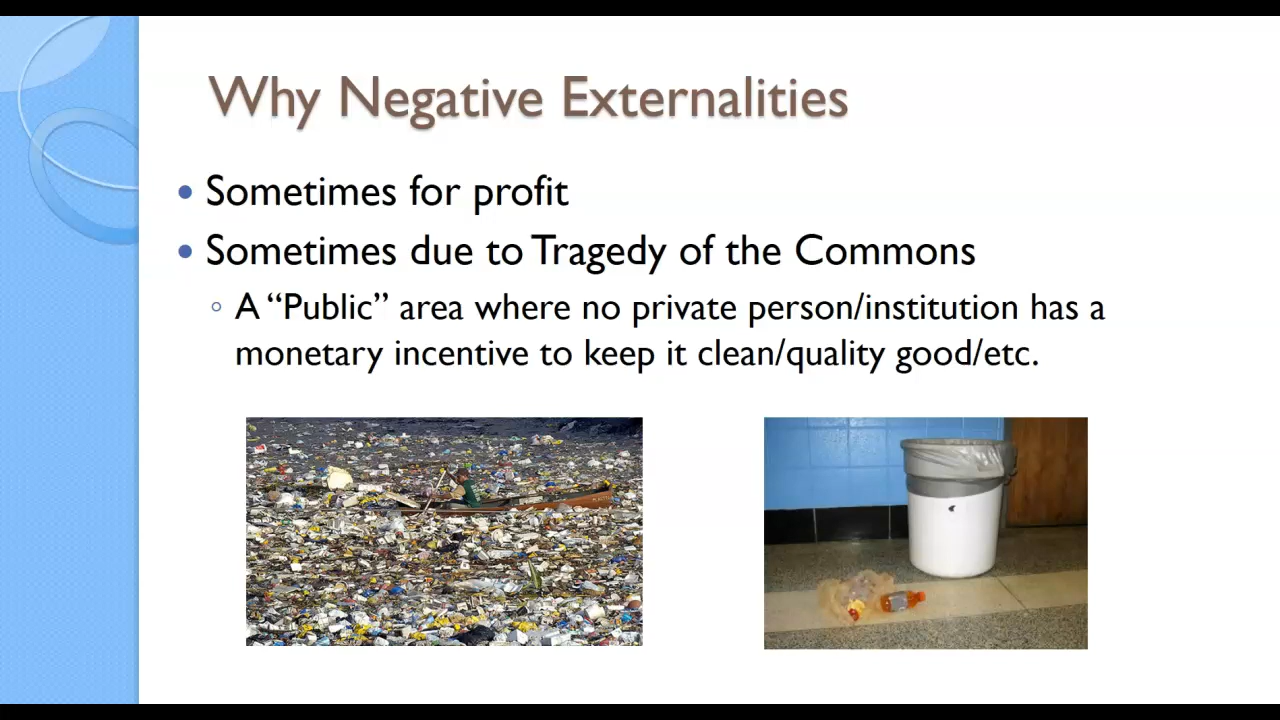 Why Negative Externalities
Sometimes for profit
Sometimes due to Tragedy of the Commons
A “Public” area where no private person/institution has a
monetary incentive to keep it clean/quality good/etc.